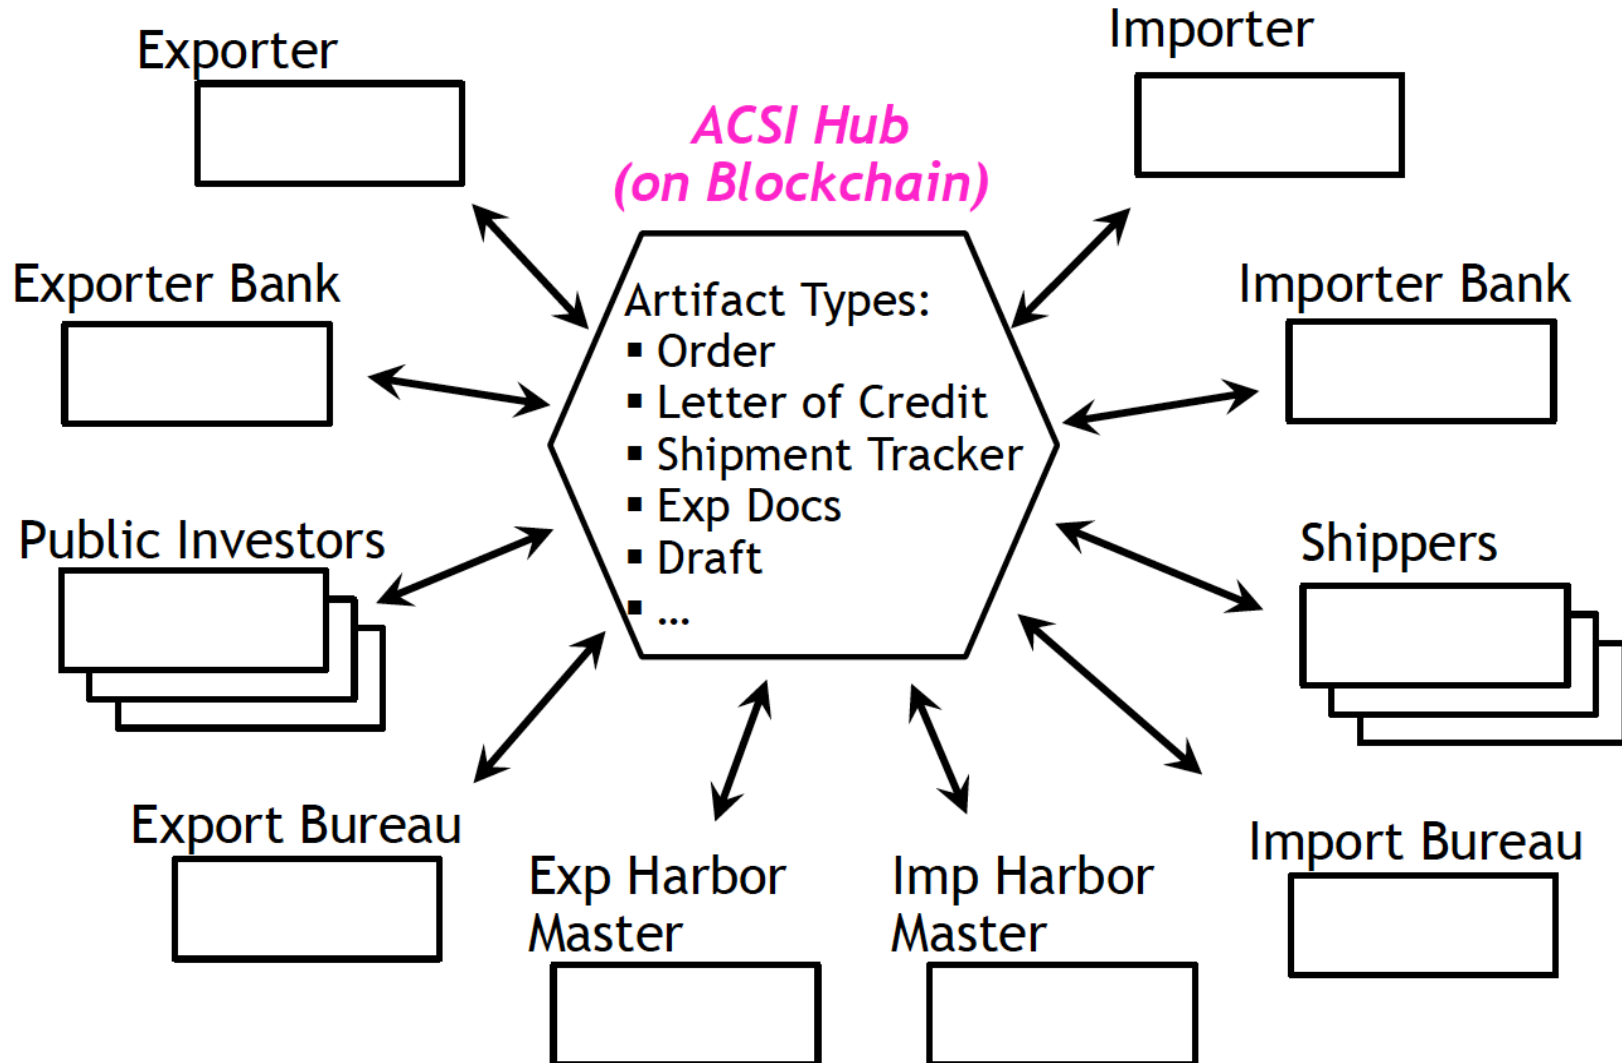 Exporter
Importer
ACSI Hub
(on Blockchain)
Exporter Bank
Importer Bank
Artifact Types:
▪ Order
▪ Letter of Credit
▪ Shipment Tracker
▪ Exp Docs
▪ Draft
▪ ...
Public Investors
Shippers
Export Bureau
Import Bureau
Exp Harbor
Master
Imp Harbor
Master